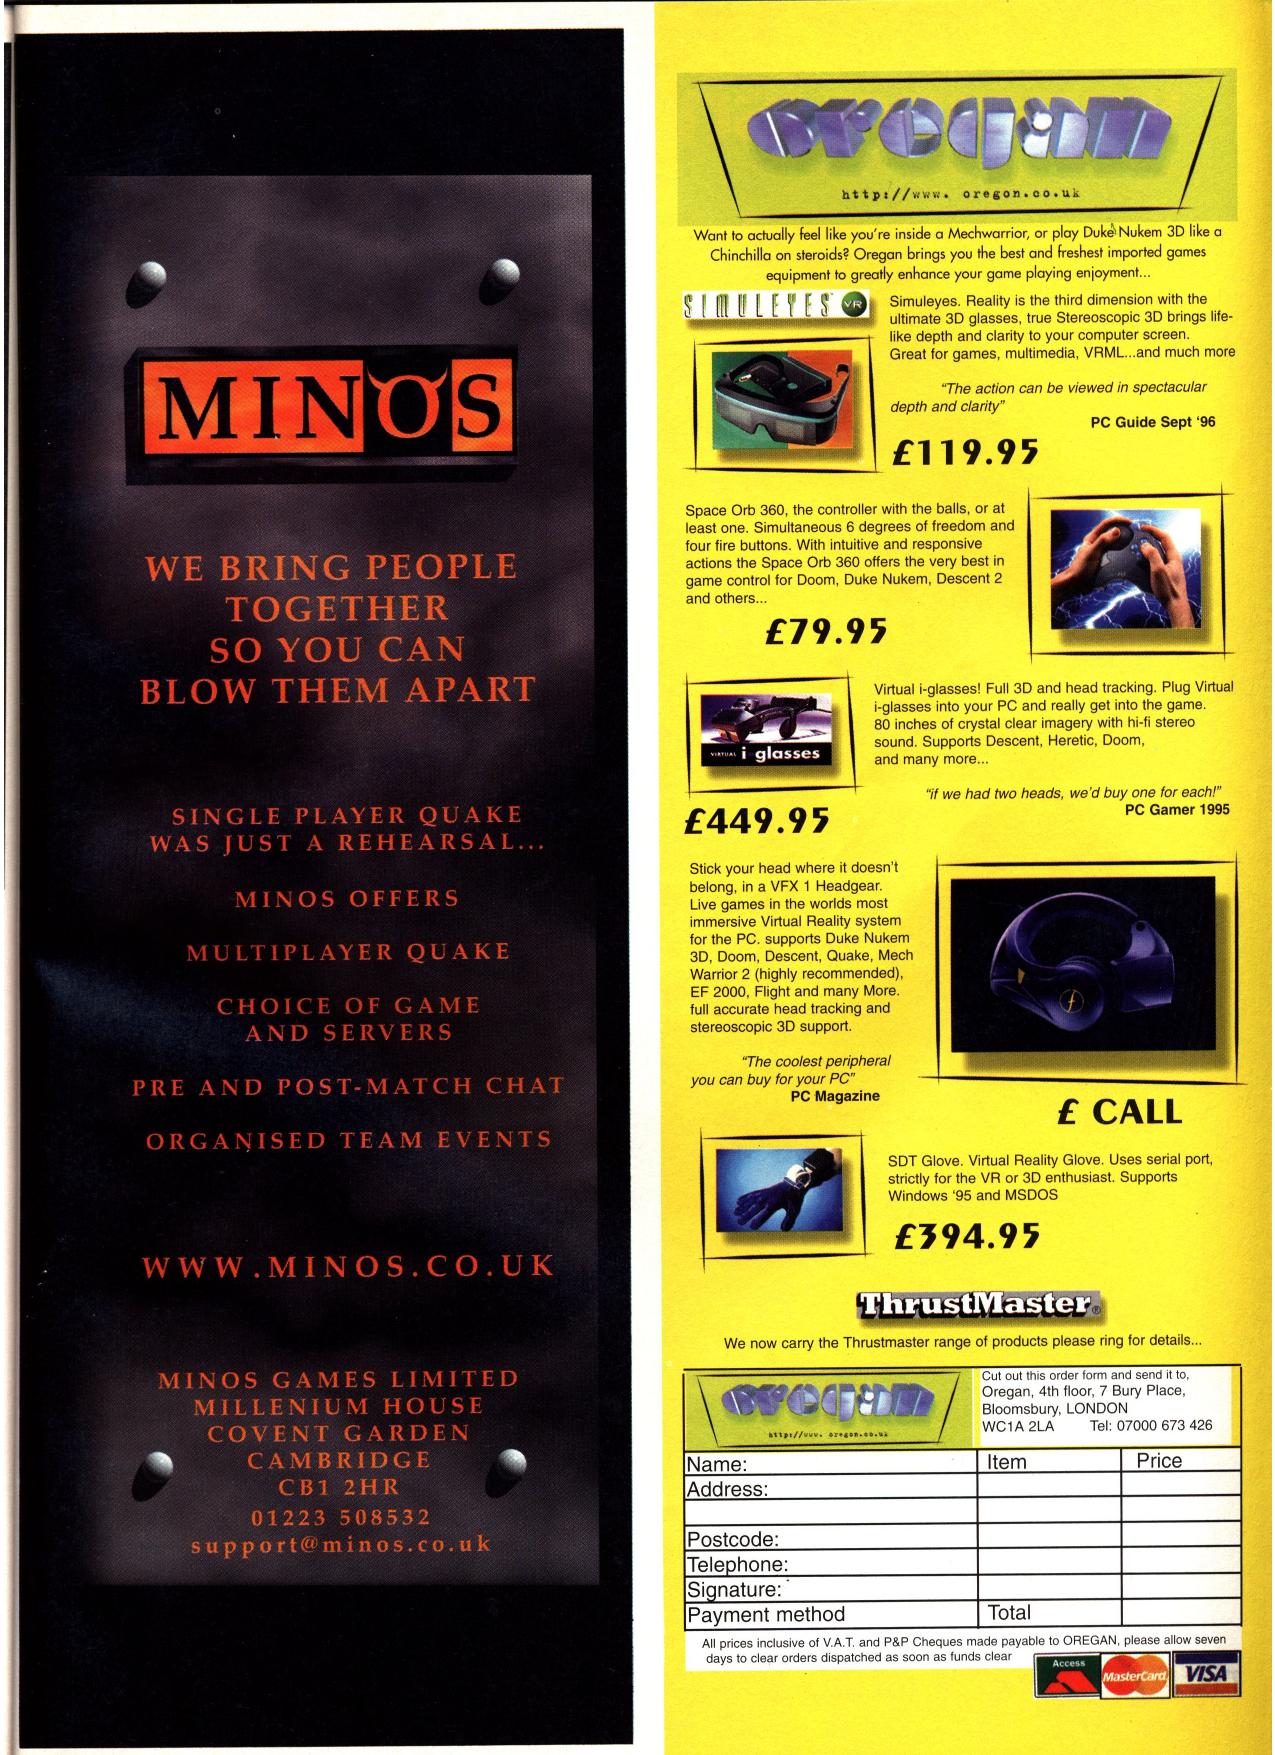 MINOS
WE BRING PEOPLE
TOGETHER
SO YOU CAN
BLOW THEM APART
SINGLE PLAYER QUAKE
WAS JUST A REHEARSAL...
MINOS OFFERS
MULTIPLAYER QUAKE
CHOICE OF GAME
AND SERVERS
PRE AND POST-MATCH CHAT
ORGANISED TEAM EVENTS
WWW.MINOS.CO.UK
MINOS GAMES LIMITED
MILLENIUM HOUSE
COVENT GARDEN
CAMBRIDGE
CB1 2HR
01223 508532
support@minos.co.uk
oregan
http://www. oregon.co.uk
Want to actually feel like you're inside a Mechwarrior, or play Duke Nukem 3D like a
Chinchilla on steroids? Oregan brings you the best and freshest imported games
equipment to greatly enhance your game playing enjoyment...
SIMULEYES VR
Simuleyes. Reality is the third dimension with the
ultimate 3D glasses, true Stereoscopic 3D brings life-
like depth and clarity to your computer screen.
Great for games, multimedia, VRML...and much more
"The action can be viewed in spectacular
depth and clarity"
PC Guide Sept '96
£119.95
Space Orb 360, the controller with the balls, or at
least one. Simultaneous 6 degrees of freedom and
four fire buttons. With intuitive and responsive
actions the Space Orb 360 offers the very best in
game control for Doom, Duke Nukem, Descent 2
and others...
£79.95
VIRTUAL i glasses
Virtual i-glasses! Full 3D and head tracking. Plug Virtual
i-glasses into your PC and really get into the game.
80 inches of crystal clear imagery with hi-fi stereo
sound. Supports Descent, Heretic, Doom,
and many more...
"if we had two heads, we'd buy one for each!"
PC Gamer 1995
£449.95
Stick your head where it doesn't
belong, in a VFX 1 Headgear.
Live games in the worlds most
immersive Virtual Reality system
for the PC. supports Duke Nukem
3D, Doom, Descent, Quake, Mech
Warrior 2 (highly recommended),
EF 2000, Flight and many More.
full accurate head tracking and
stereoscopic 3D support.
"The coolest peripheral
you can buy for your PC"
PC Magazine
£ CALL
SDT Glove. Virtual Reality Glove. Uses serial port,
strictly for the VR or 3D enthusiast. Supports
Windows '95 and MSDOS
£394.95
ThrustMaster®
We now carry the Thrustmaster range of products please ring for details...
oregan
http://www. oregon.co.uk
Cut out this order form and send it to,
Oregan, 4th floor, 7 Bury Place,
Bloomsbury, LONDON
WC1A 2LA Tel: 07000 673 426
Name: Item Price
Address:
Postcode:
Telephone:
Signature:
Payment method Total
All prices inclusive of V.A.T. and P&P Cheques made payable to OREGAN, please allow seven
days to clear orders dispatched as soon as funds clear
Access MasterCard VISA